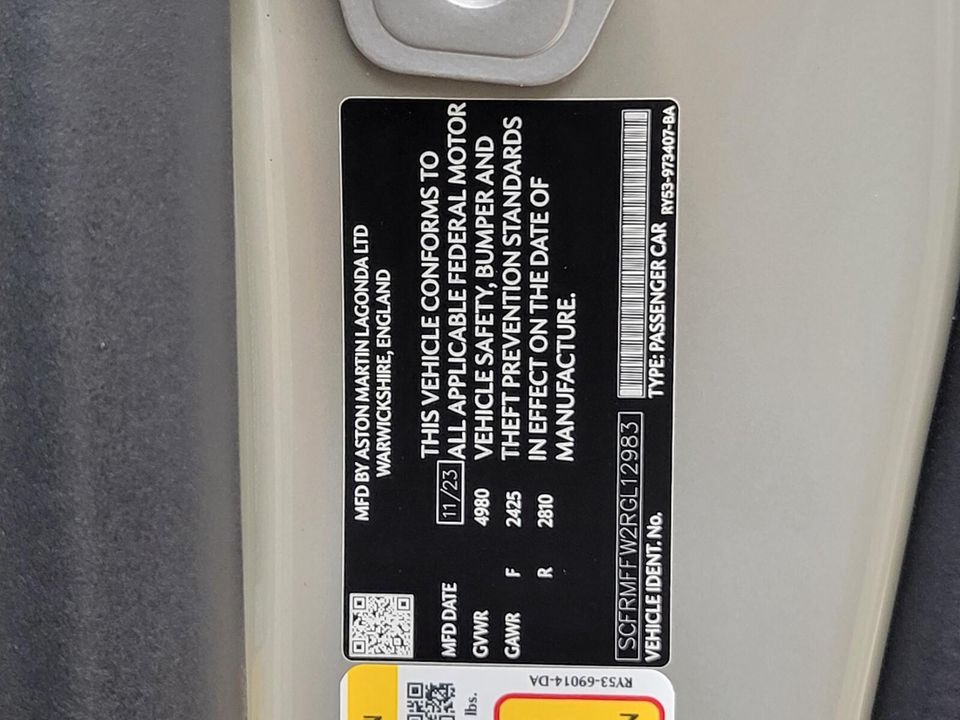 MFD BY ASTON MARTIN LAGONDA LTD
WARWICKSHIRE, ENGLAND
MFD DATE 11/23
GVWR 4980
GAWR F 2425
R 2810
THIS VEHICLE CONFORMS TO
ALL APPLICABLE FEDERAL MOTOR
VEHICLE SAFETY, BUMPER AND
THEFT PREVENTION STANDARDS
IN EFFECT ON THE DATE OF
MANUFACTURE.
SCFRMFFW2RGL12983
VEHICLE IDENT. No.
TYPE: PASSENGER CAR
RY53-973407-BA
RY53-69014-DA
lbs.